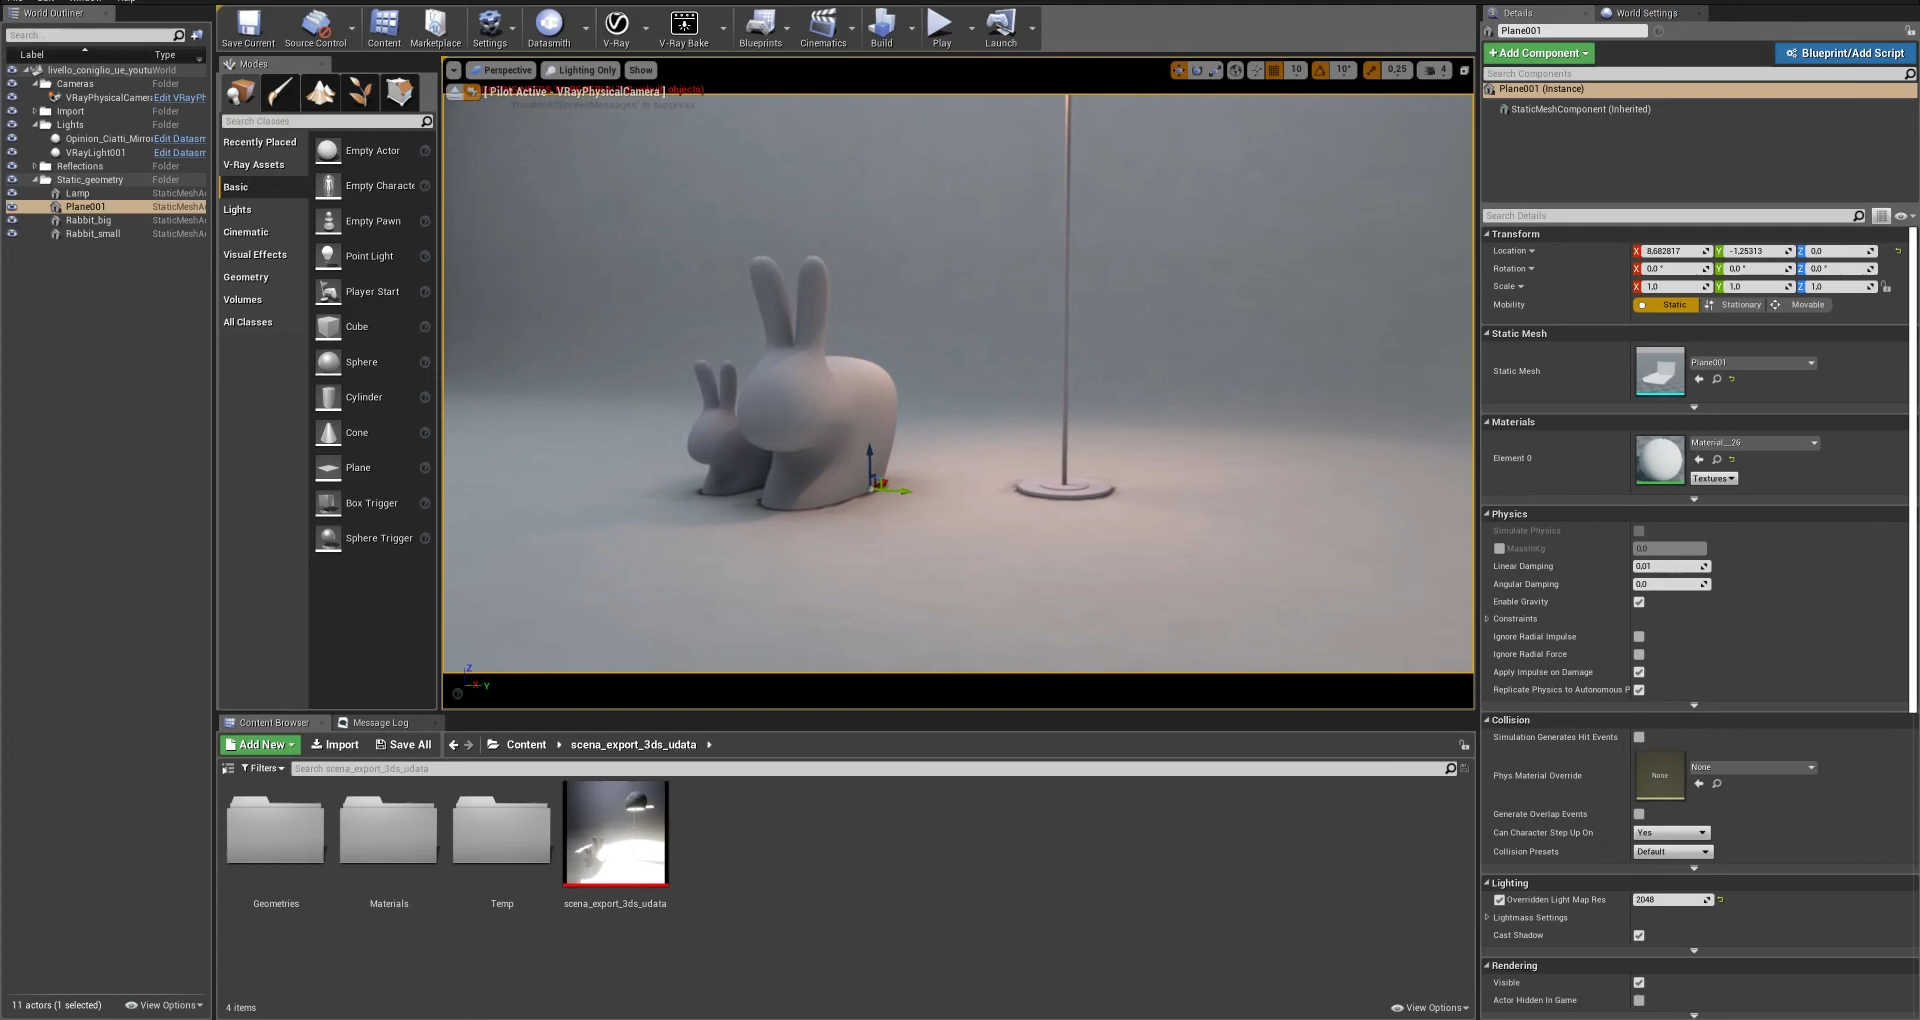 World Outliner
Search...
Label
Type
livello_coniglio_ue_youtu World
Cameras Folder
VRayPhysicalCamera Edit VRayPh
Import Folder
Lights Folder
Opinion_Ciatti_Mirro Edit Datasm
VRayLight001 Edit Datasm
Reflections Folder
Static_geometry Folder
Lamp StaticMeshAc
Plane001 StaticMeshAc
Rabbit_big StaticMeshAc
Rabbit_small StaticMeshAc
11 actors (1 selected)
View Options
Save Current
Source Control
Content
Marketplace
Settings
Datasmith
V-Ray
V-Ray Bake
Blueprints
Cinematics
Build
Play
Launch
Modes
Search Classes
Recently Placed
V-Ray Assets
Basic
Lights
Cinematic
Visual Effects
Geometry
Volumes
All Classes
Empty Actor
Empty Characte
Empty Pawn
Point Light
Player Start
Cube
Sphere
Cylinder
Cone
Plane
Box Trigger
Sphere Trigger
Perspective
Lighting Only
Show
10
10°
0,25
4
[ Pilot Active - VRayPhysicalCamera ]
objects)
'DisableAllScreenMessages' to suppress
Z
X
Y
Content Browser
Message Log
Add New
Import
Save All
Content
scena_export_3ds_udata
Filters
Search scena_export_3ds_udata
Geometries
Materials
Temp
scena_export_3ds_udata
4 items
View Options
Details
World Settings
Plane001
+Add Component
Blueprint/Add Script
Search Components
Plane001 (Instance)
StaticMeshComponent (Inherited)
Search Details
Transform
Location X 8,682817 Y -1,25313 Z 0,0
Rotation X 0,0 ° Y 0,0 ° Z 0,0 °
Scale X 1,0 Y 1,0 Z 1,0
Mobility Static Stationary Movable
Static Mesh
Static Mesh
Plane001
Materials
Element 0
Material__26
Textures
Physics
Simulate Physics
MassInKg 0,0
Linear Damping 0,01
Angular Damping 0,0
Enable Gravity
Constraints
Ignore Radial Impulse
Ignore Radial Force
Apply Impulse on Damage
Replicate Physics to Autonomous P
Collision
Simulation Generates Hit Events
Phys Material Override
None
None
Generate Overlap Events
Can Character Step Up On Yes
Collision Presets Default
Lighting
Overridden Light Map Res 2048
Lightmass Settings
Cast Shadow
Rendering
Visible
Actor Hidden In Game